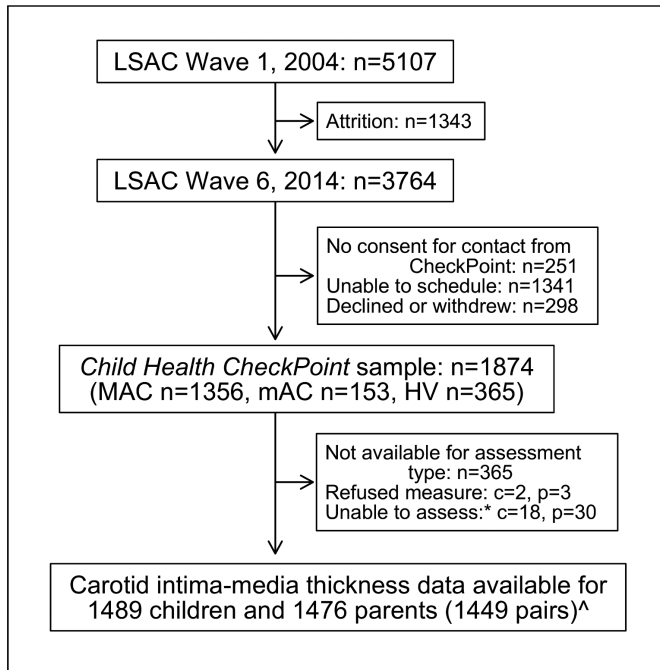 LSAC Wave 1, 2004: n=5107
Attrition: n=1343
LSAC Wave 6, 2014: n=3764
No consent for contact from
CheckPoint: n=251
Unable to schedule: n=1341
Declined or withdrew: n=298
Child Health CheckPoint sample: n=1874
(MAC n=1356, mAC n=153, HV n=365)
Not available for assessment
type: n=365
Refused measure: c=2, p=3
Unable to assess:* c=18, p=30
Carotid intima-media thickness data available for
1489 children and 1476 parents (1449 pairs)^